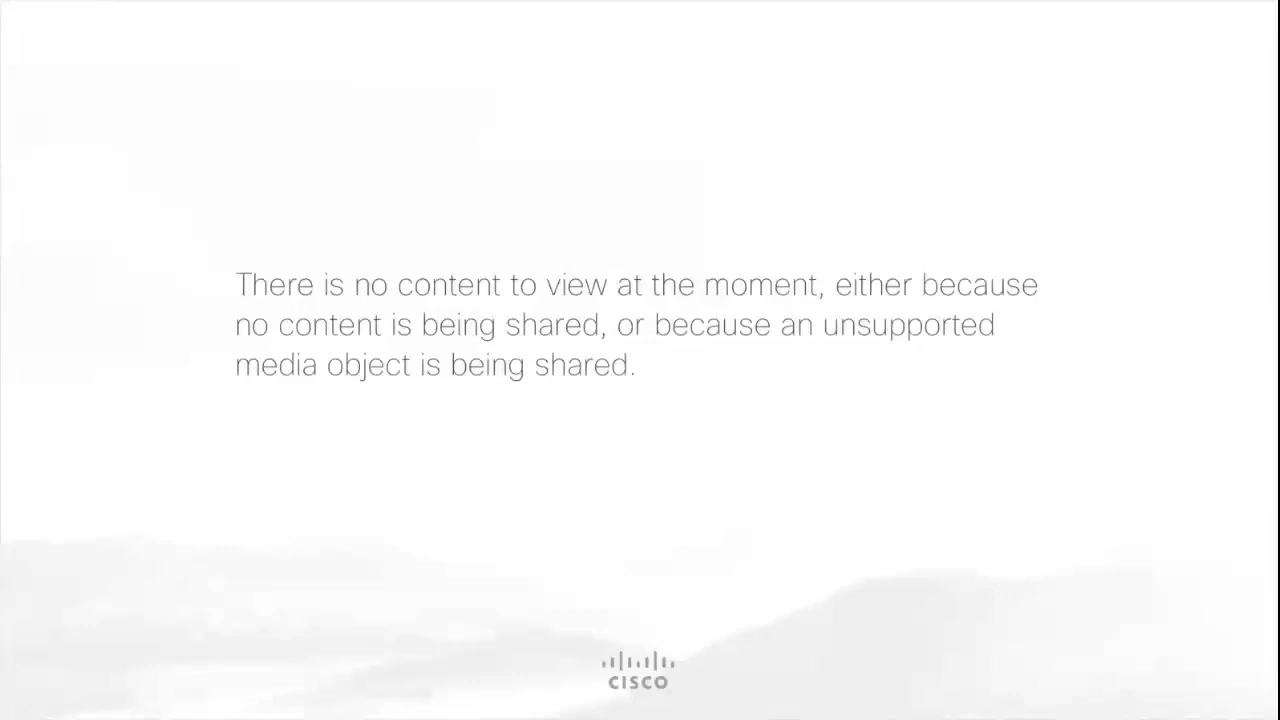 There is no content to view at the moment, either because
no content is being shared, or because an unsupported
media object is being shared.
CISCO